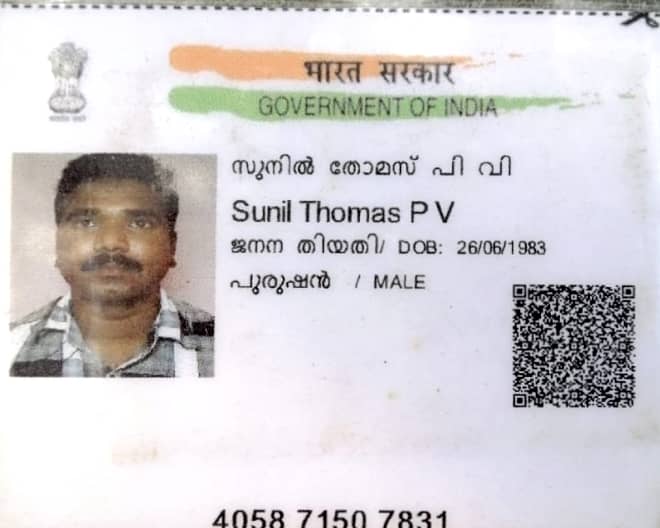 भारत सरकार
GOVERNMENT OF INDIA
സുനിൽ തോമസ് പി വി
Sunil Thomas P V
ജനന തിയതി/ DOB: 26/06/1983
പുരുഷൻ / MALE
4058 7150 7831